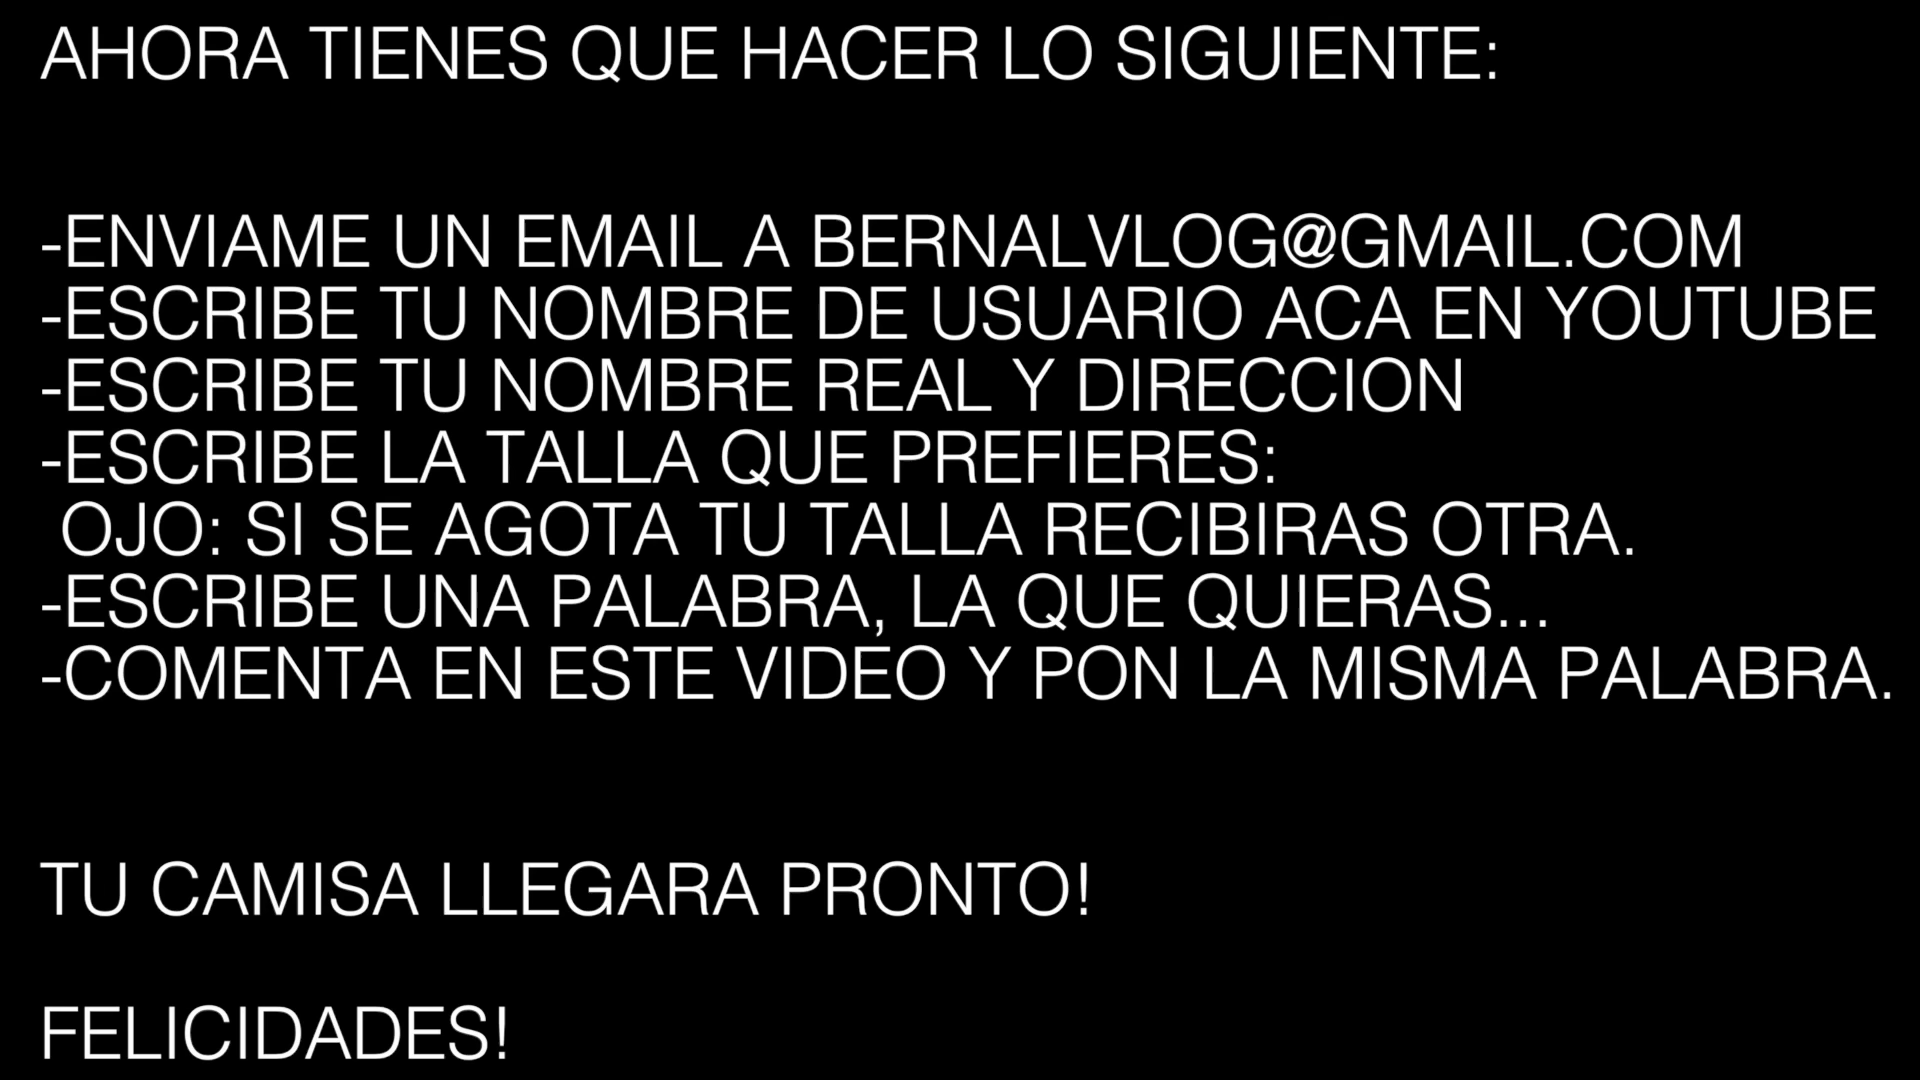 AHORA TIENES QUE HACER LO SIGUIENTE:
-ENVIAME UN EMAIL A BERNALVLOG@GMAIL.COM
-ESCRIBE TU NOMBRE DE USUARIO ACA EN YOUTUBE
-ESCRIBE TU NOMBRE REAL Y DIRECCION
-ESCRIBE LA TALLA QUE PREFIERES:
OJO: SI SE AGOTA TU TALLA RECIBIRAS OTRA.
-ESCRIBE UNA PALABRA, LA QUE QUIERAS...
-COMENTA EN ESTE VIDEO Y PON LA MISMA PALABRA.
TU CAMISA LLEGARA PRONTO!
FELICIDADES!